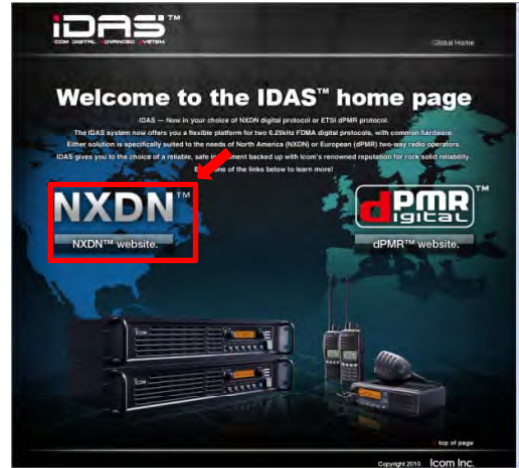 IDAS™
ICOM DIGITAL ADVANCED SYSTEM
Global Home
Welcome to the IDAS™ home page
IDAS — Now in your choice of NXDN digital protocol or ETSI dPMR protocol.
The IDAS system now offers you a flexible platform for two 6.25kHz FDMA digital protocols, with common hardware.
Either solution is specifically suited to the needs of North America (NXDN) or European (dPMR) two-way radio operators.
IDAS gives you to the choice of a reliable, safe backed up with Icom's renowned reputation for rock solid reliability.
one of the links below to learn more!
NXDN™
dPMR™
digital
NXDN™ website.
dPMR™ website.
top of page
Copyright 2010. Icom Inc.